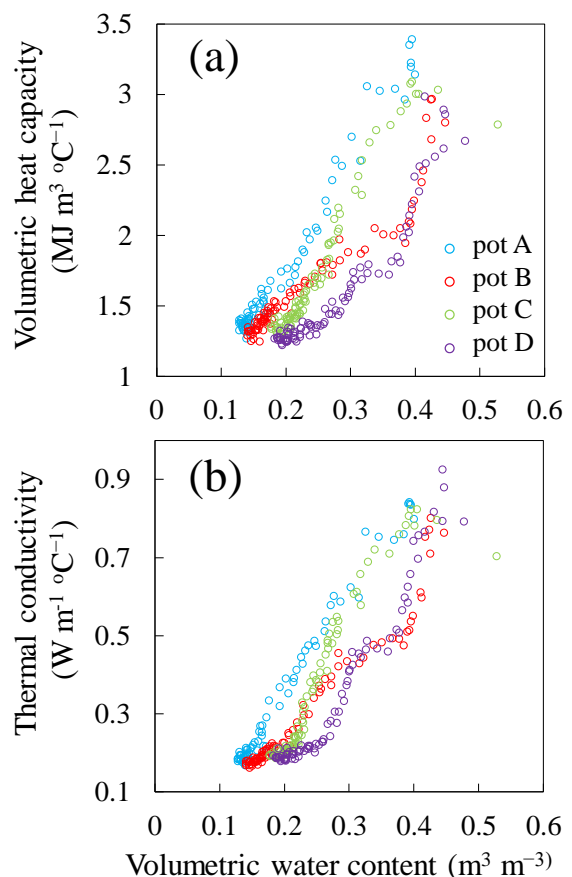 3.5
3
2.5
2
1.5
1
Volumetric heat capacity
(MJ m³ °C⁻¹)
(a)
pot A
pot B
pot C
pot D
0 0.1 0.2 0.3 0.4 0.5 0.6
0.9
0.7
0.5
0.3
0.1
Thermal conductivity
(W m⁻¹ °C⁻¹)
(b)
0 0.1 0.2 0.3 0.4 0.5 0.6
Volumetric water content (m³ m⁻³)